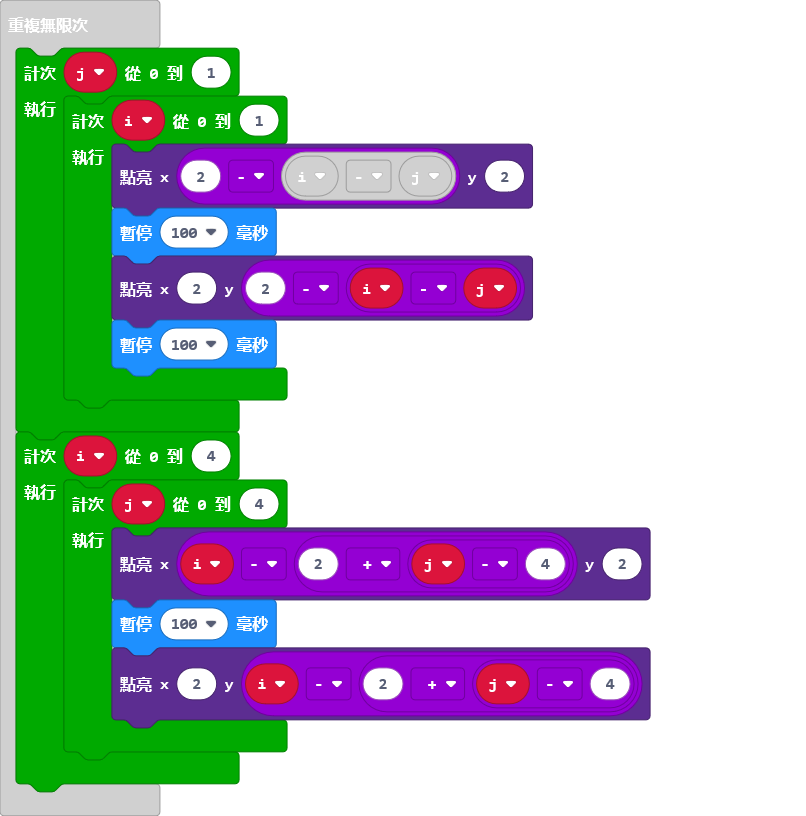 重複無限次
計次 j 從 0 到 1
執行
計次 i 從 0 到 1
執行
點亮 x 2 - i - j y 2
暫停 100 毫秒
點亮 x 2 y 2 - i - j
暫停 100 毫秒
計次 i 從 0 到 4
執行
計次 j 從 0 到 4
執行
點亮 x i - 2 + j - 4 y 2
暫停 100 毫秒
點亮 x 2 y i - 2 + j - 4